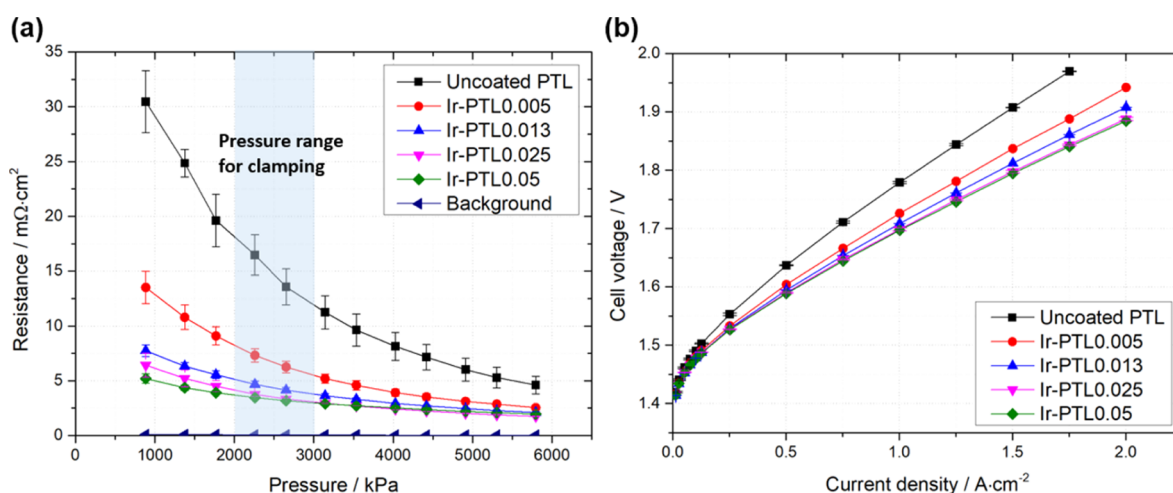 (a)
35
30
25
20
15
10
5
0
Resistance / mΩ·cm²
1000 2000 3000 4000 5000 6000
Pressure / kPa
Pressure range
for clamping
Uncoated PTL
Ir-PTL0.005
Ir-PTL0.013
Ir-PTL0.025
Ir-PTL0.05
Background
(b)
2.0
1.9
1.8
1.7
1.6
1.5
1.4
Cell voltage / V
0.0 0.5 1.0 1.5 2.0
Current density / A·cm⁻²
Uncoated PTL
Ir-PTL0.005
Ir-PTL0.013
Ir-PTL0.025
Ir-PTL0.05